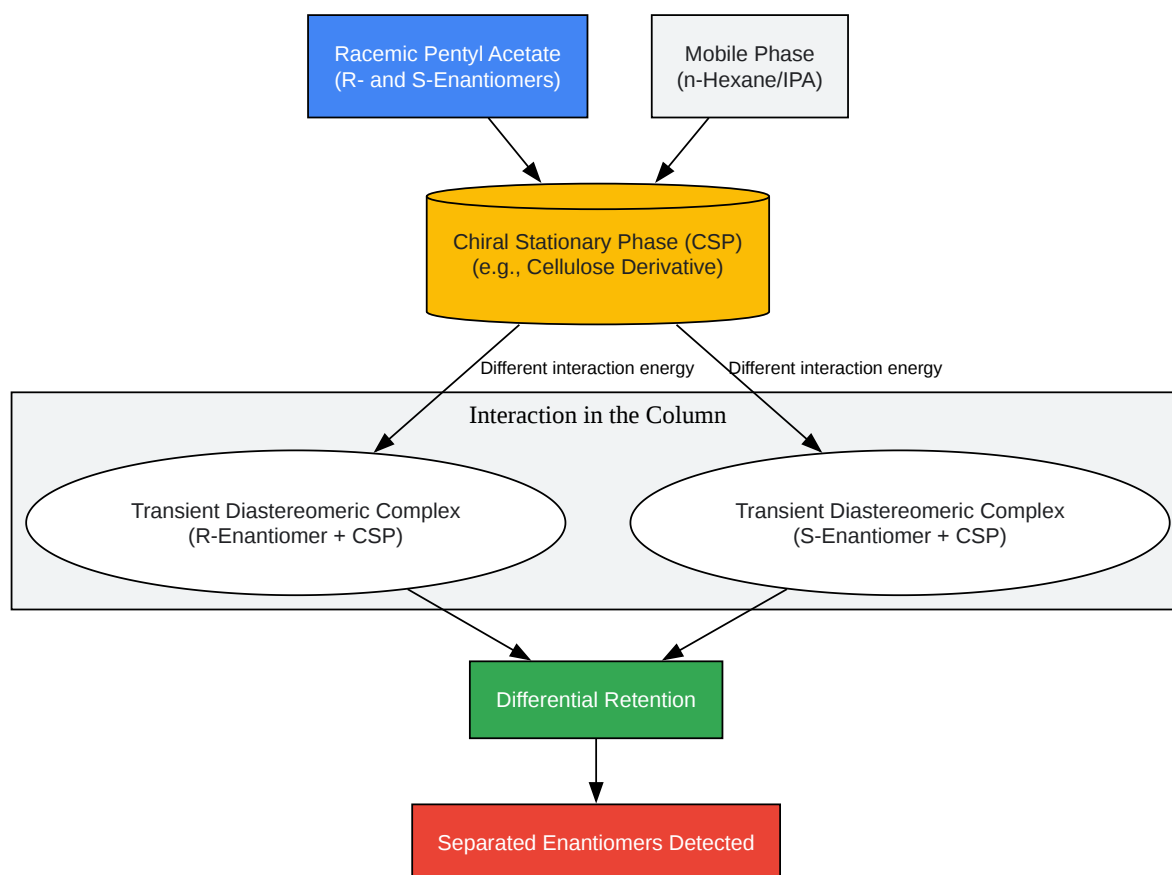 Racemic Pentyl Acetate
(R- and S-Enantiomers)
Mobile Phase
(n-Hexane/IPA)
Chiral Stationary Phase (CSP)
(e.g., Cellulose Derivative)
Different interaction energy
Different interaction energy
Interaction in the Column
Transient Diastereomeric Complex
(R-Enantiomer + CSP)
Transient Diastereomeric Complex
(S-Enantiomer + CSP)
Differential Retention
Separated Enantiomers Detected